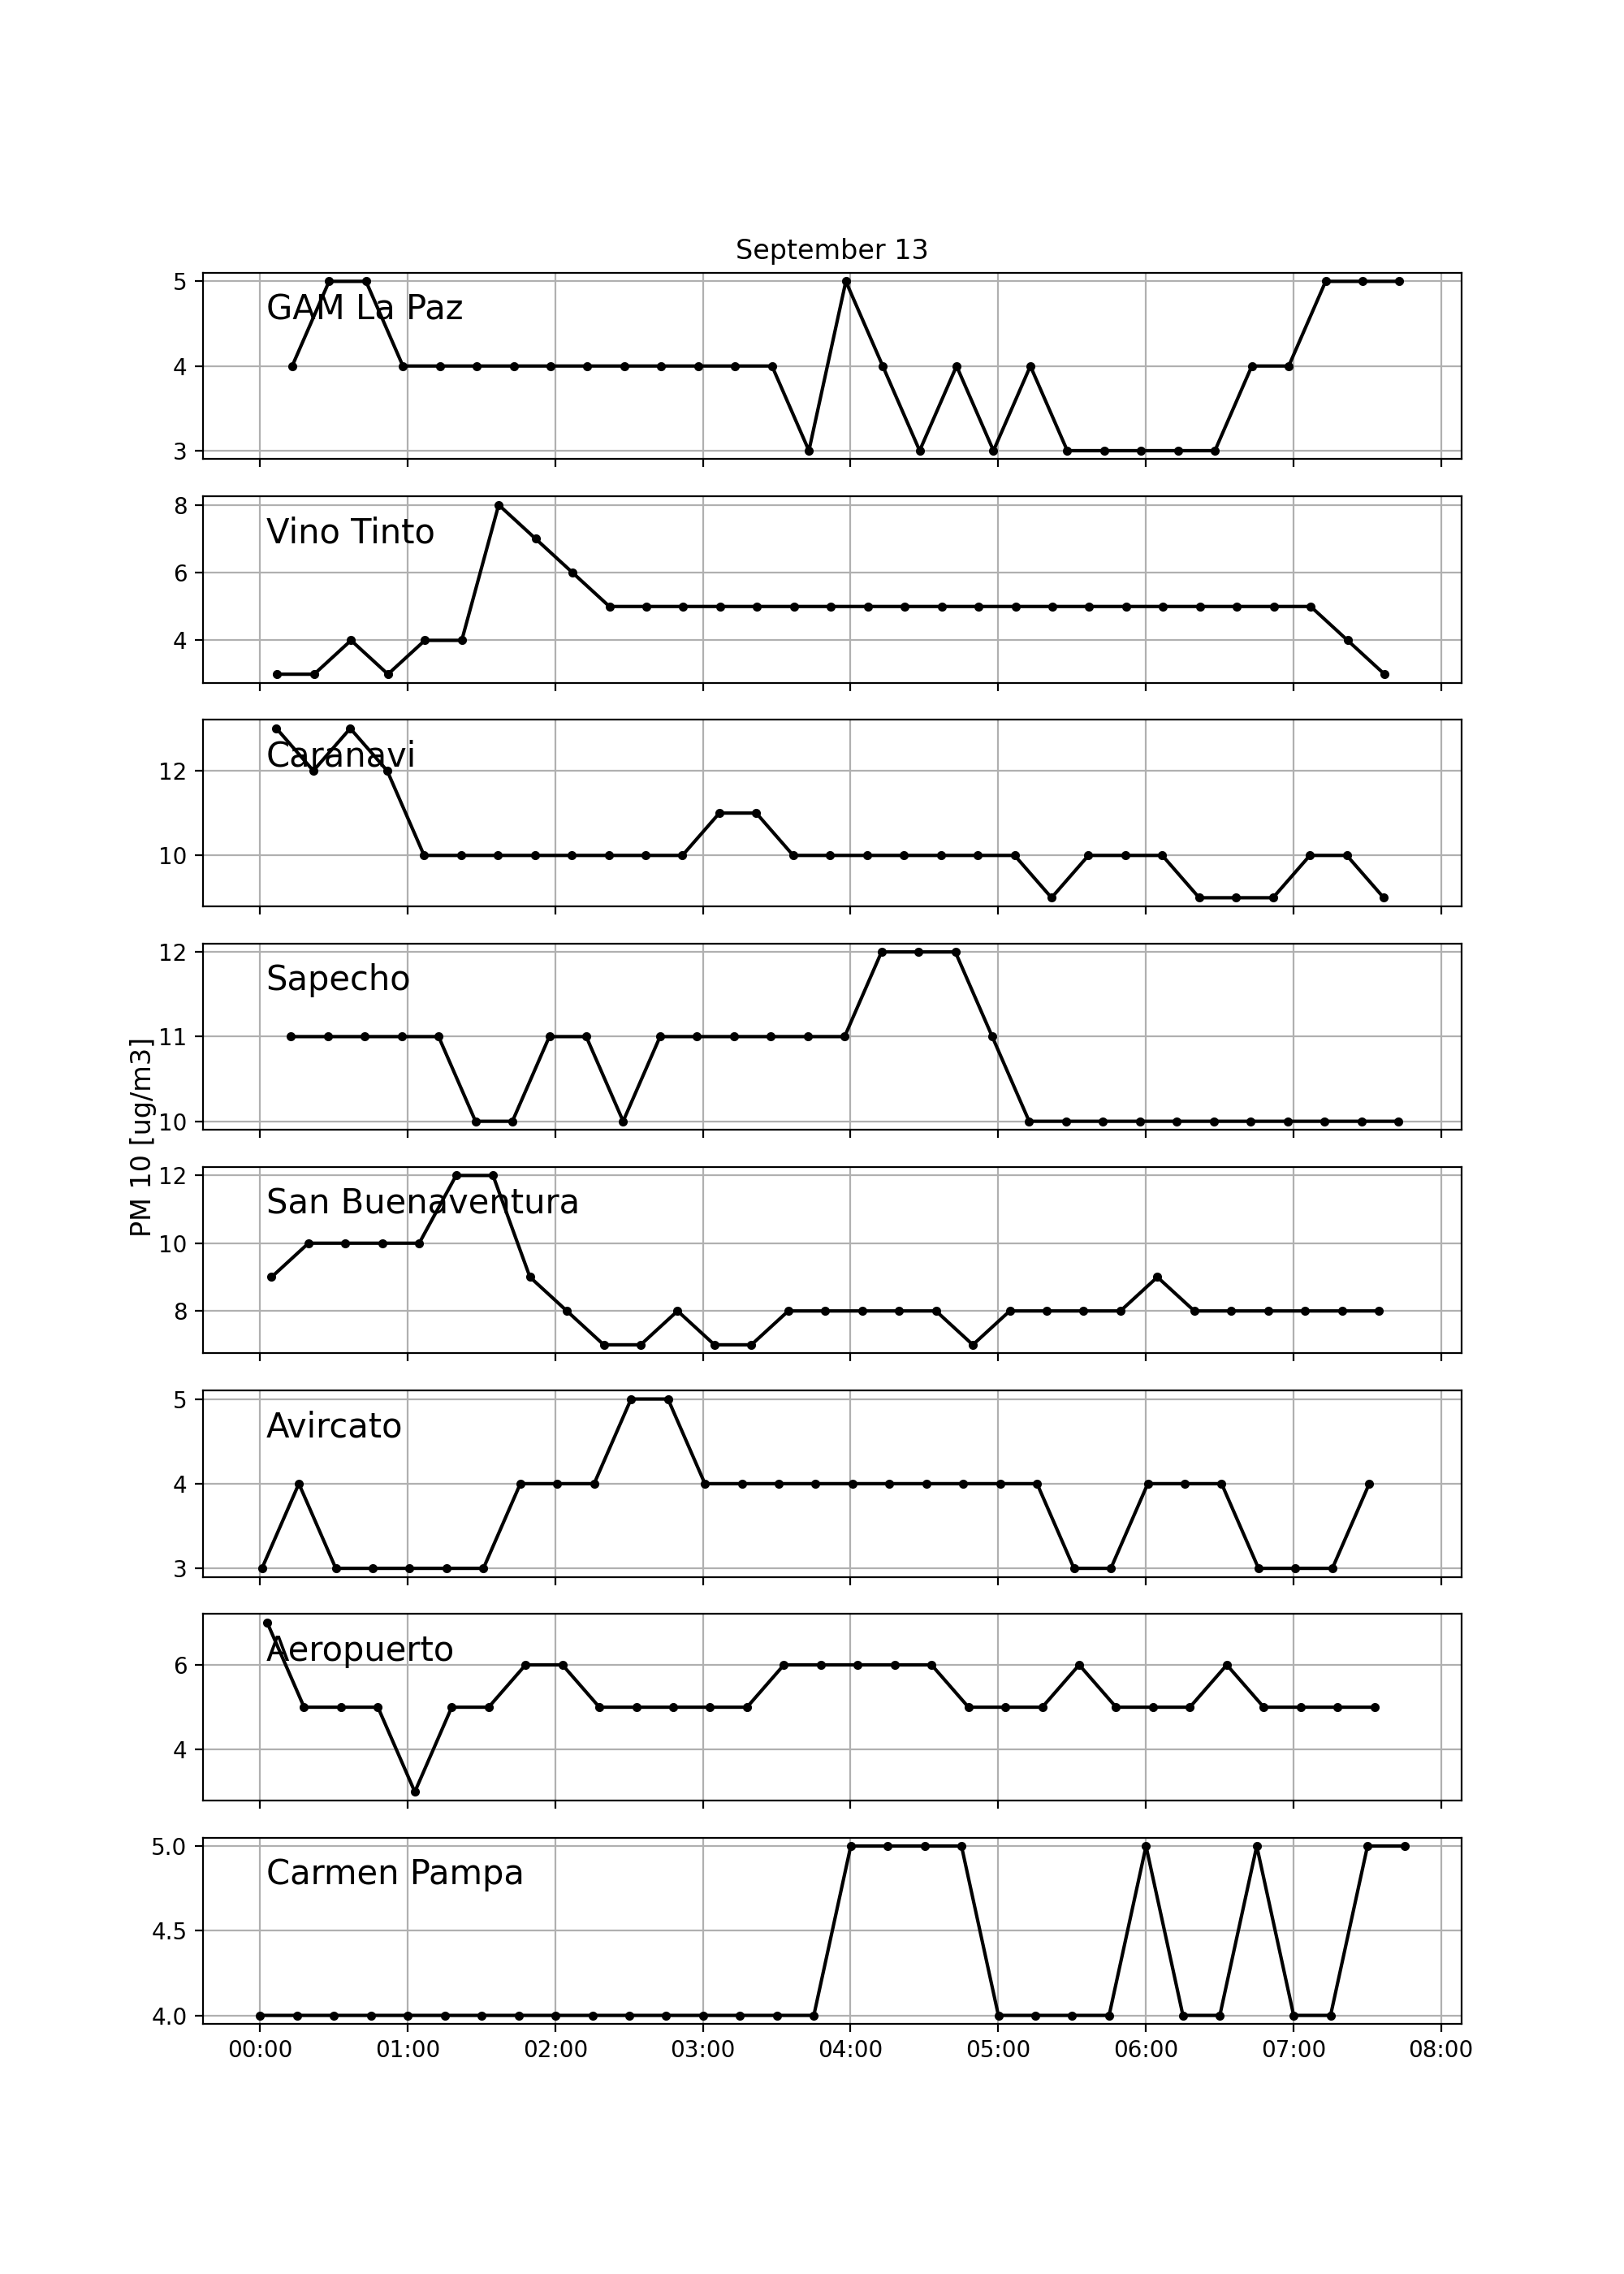 September 13
5
GAM La Paz
4
3
8
Vino Tinto
6
4
Caranavi
12
10
12
Sapecho
11
10
PM 10 [ug/m3]
12
San Buenaventura
10
8
5
Avircato
4
3
Aeropuerto
6
4
5.0
Carmen Pampa
4.5
4.0
00:00 01:00 02:00 03:00 04:00 05:00 06:00 07:00 08:00